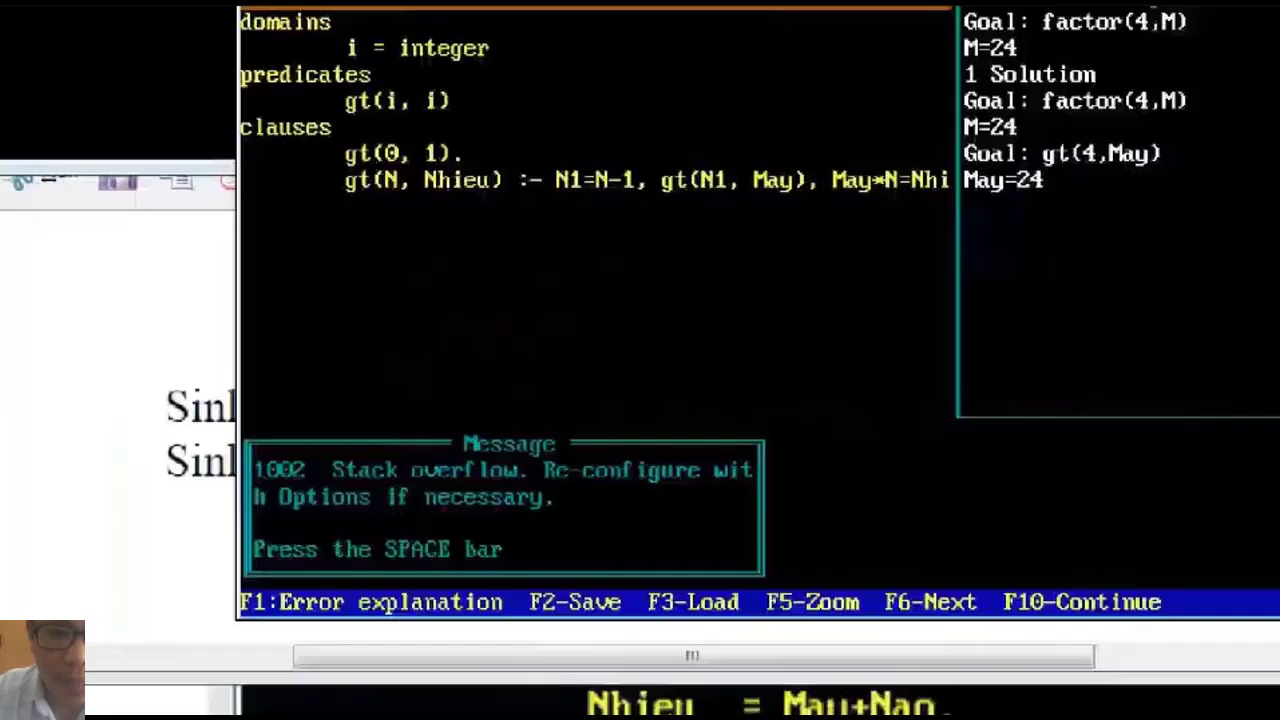 domains
i = integer
predicates
gt(i, i)
clauses
gt(0, 1).
gt(N, Nhieu) :- N1=N-1, gt(N1, May), May*N=Nhi
Goal: factor(4,M)
M=24
1 Solution
Goal: factor(4,M)
M=24
Goal: gt(4,May)
May=24
Sinl
Sinl
Message
1002 Stack overflow. Re-configure wit
h Options if necessary.
Press the SPACE bar
F1:Error explanation F2-Save F3-Load F5-Zoom F6-Next F10-Continue
Nhieu = May+Nao.